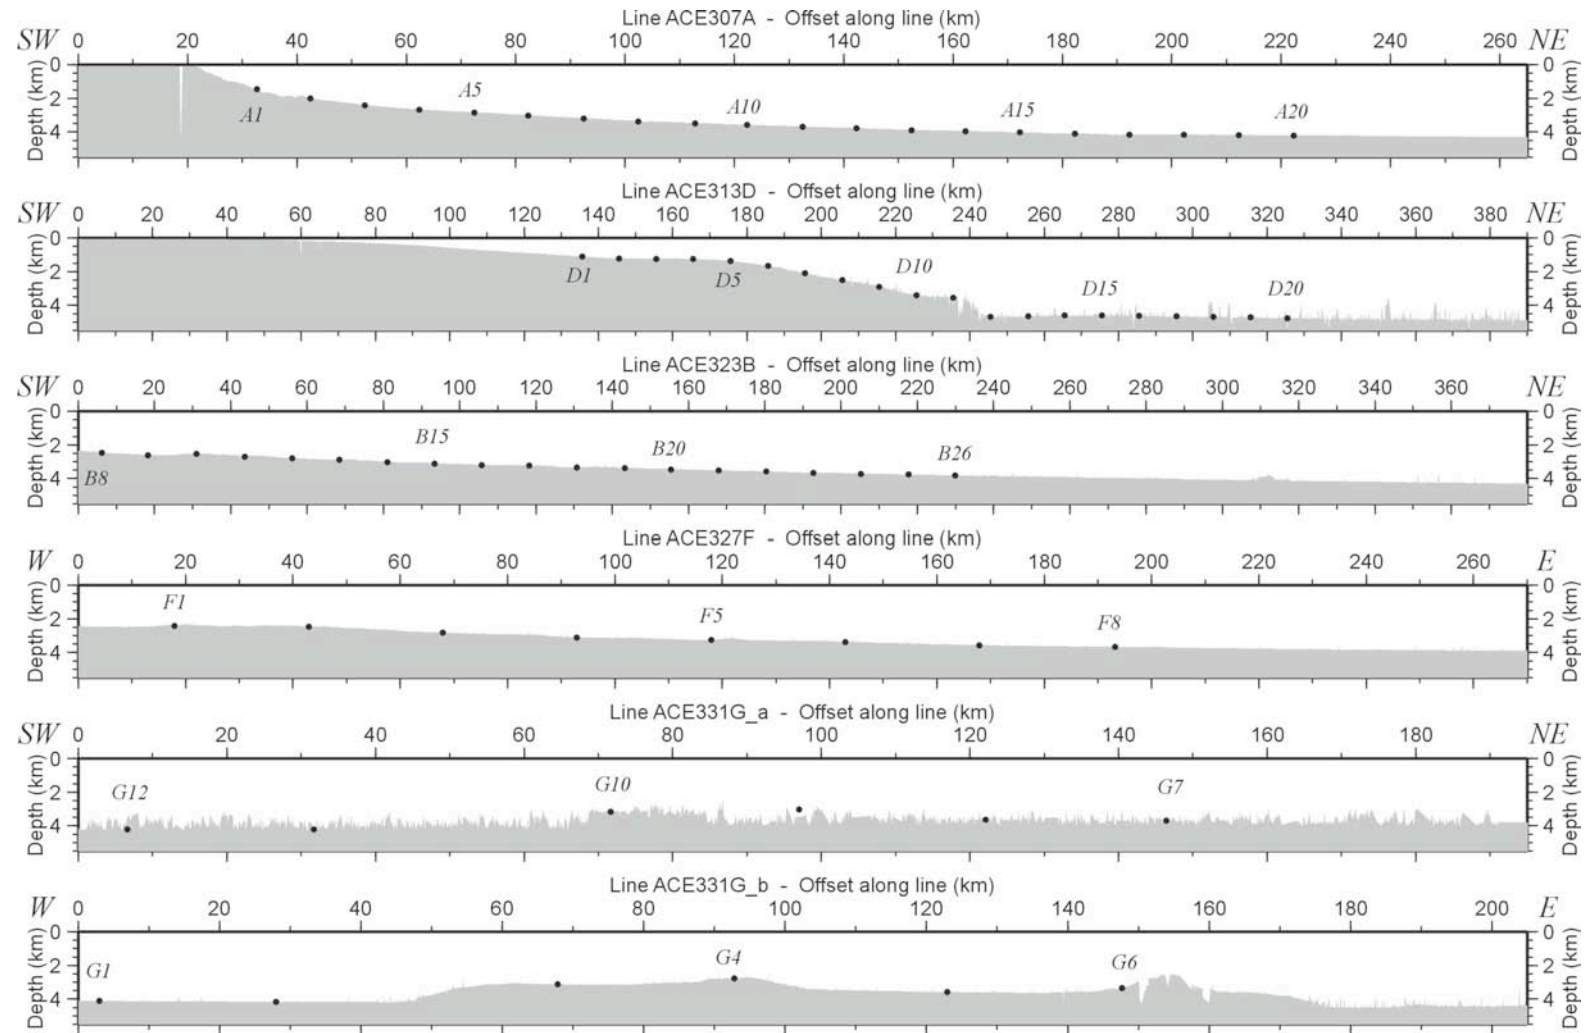 Line ACE307A - Offset along line (km)
SW 0 20 40 60 80 100 120 140 160 180 200 220 240 260 NE
Depth (km) 0 2 4 A1 A5 A10 A15 A20 0 2 4 Depth (km)
Line ACE313D - Offset along line (km)
SW 0 20 40 60 80 100 120 140 160 180 200 220 240 260 280 300 320 340 360 380 NE
Depth (km) 0 2 4 D1 D5 D10 D15 D20 0 2 4 Depth (km)
Line ACE323B - Offset along line (km)
SW 0 20 40 60 80 100 120 140 160 180 200 220 240 260 280 300 320 340 360 NE
Depth (km) 0 2 4 B8 B15 B20 B26 0 2 4 Depth (km)
Line ACE327F - Offset along line (km)
W 0 20 40 60 80 100 120 140 160 180 200 220 240 260 E
Depth (km) 0 2 4 F1 F5 F8 0 2 4 Depth (km)
Line ACE331G_a - Offset along line (km)
SW 0 20 40 60 80 100 120 140 160 180 NE
Depth (km) 0 2 4 G12 G10 G7 0 2 4 Depth (km)
Line ACE331G_b - Offset along line (km)
W 0 20 40 60 80 100 120 140 160 180 200 E
Depth (km) 0 2 4 G1 G4 G6 0 2 4 Depth (km)